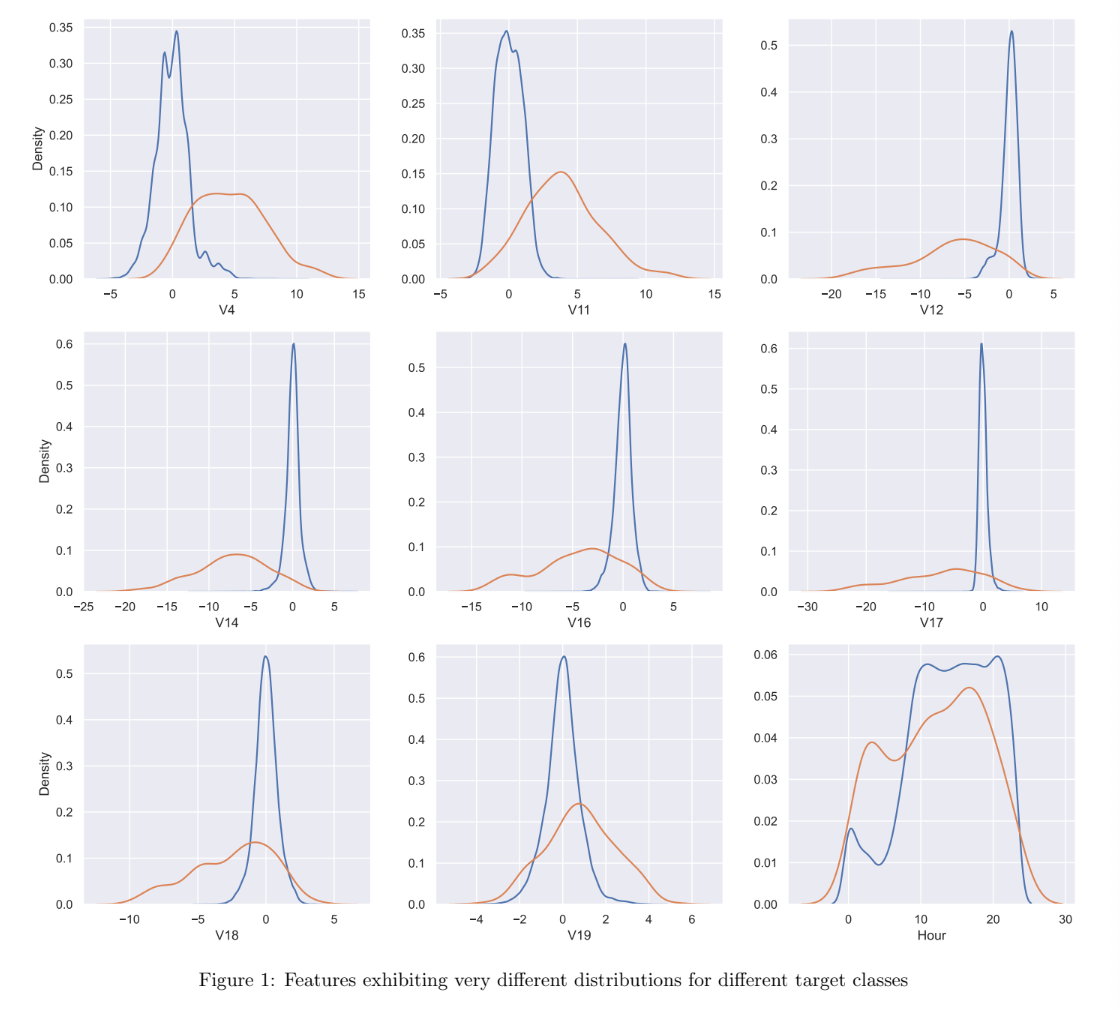 0.35
0.30
0.25
0.20
0.15
0.10
0.05
0.00
Density
−5 0 5 10 15
V4
0.35
0.30
0.25
0.20
0.15
0.10
0.05
0.00
−5 0 5 10 15
V11
0.5
0.4
0.3
0.2
0.1
0.0
−20 −15 −10 −5 0 5
V12
0.6
0.5
0.4
0.3
0.2
0.1
0.0
Density
−25 −20 −15 −10 −5 0 5
V14
0.5
0.4
0.3
0.2
0.1
0.0
−15 −10 −5 0 5
V16
0.6
0.5
0.4
0.3
0.2
0.1
0.0
−30 −20 −10 0 10
V17
0.5
0.4
0.3
0.2
0.1
0.0
Density
−10 −5 0 5
V18
0.6
0.5
0.4
0.3
0.2
0.1
0.0
−4 −2 0 2 4 6
V19
0.06
0.05
0.04
0.03
0.02
0.01
0.00
0 10 20 30
Hour
Figure 1: Features exhibiting very different distributions for different target classes